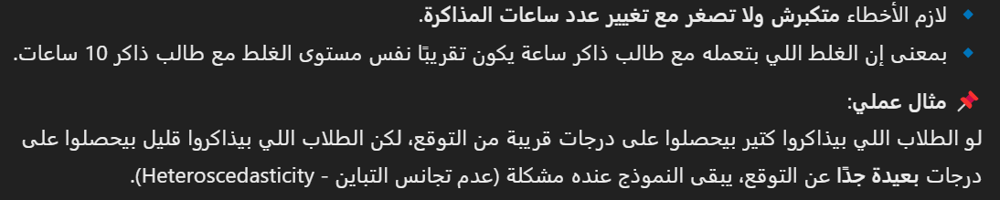 🔹 لازم الأخطاء متكبرش ولا تصغر مع تغيير عدد ساعات المذاكرة.
🔹 بمعنى إن الغلط اللي بتعمله مع طالب ذاكر ساعة يكون تقريبًا نفس مستوى الغلط مع طالب ذاكر 10 ساعات.
📌 مثال عملي:
لو الطلاب اللي بيذاكروا كتير بيحصلوا على درجات قريبة من التوقع، لكن الطلاب اللي بيذاكروا قليل بيحصلوا على
درجات بعيدة جدًا عن التوقع، يبقى النموذج عنده مشكلة (عدم تجانس التباين - Heteroscedasticity).